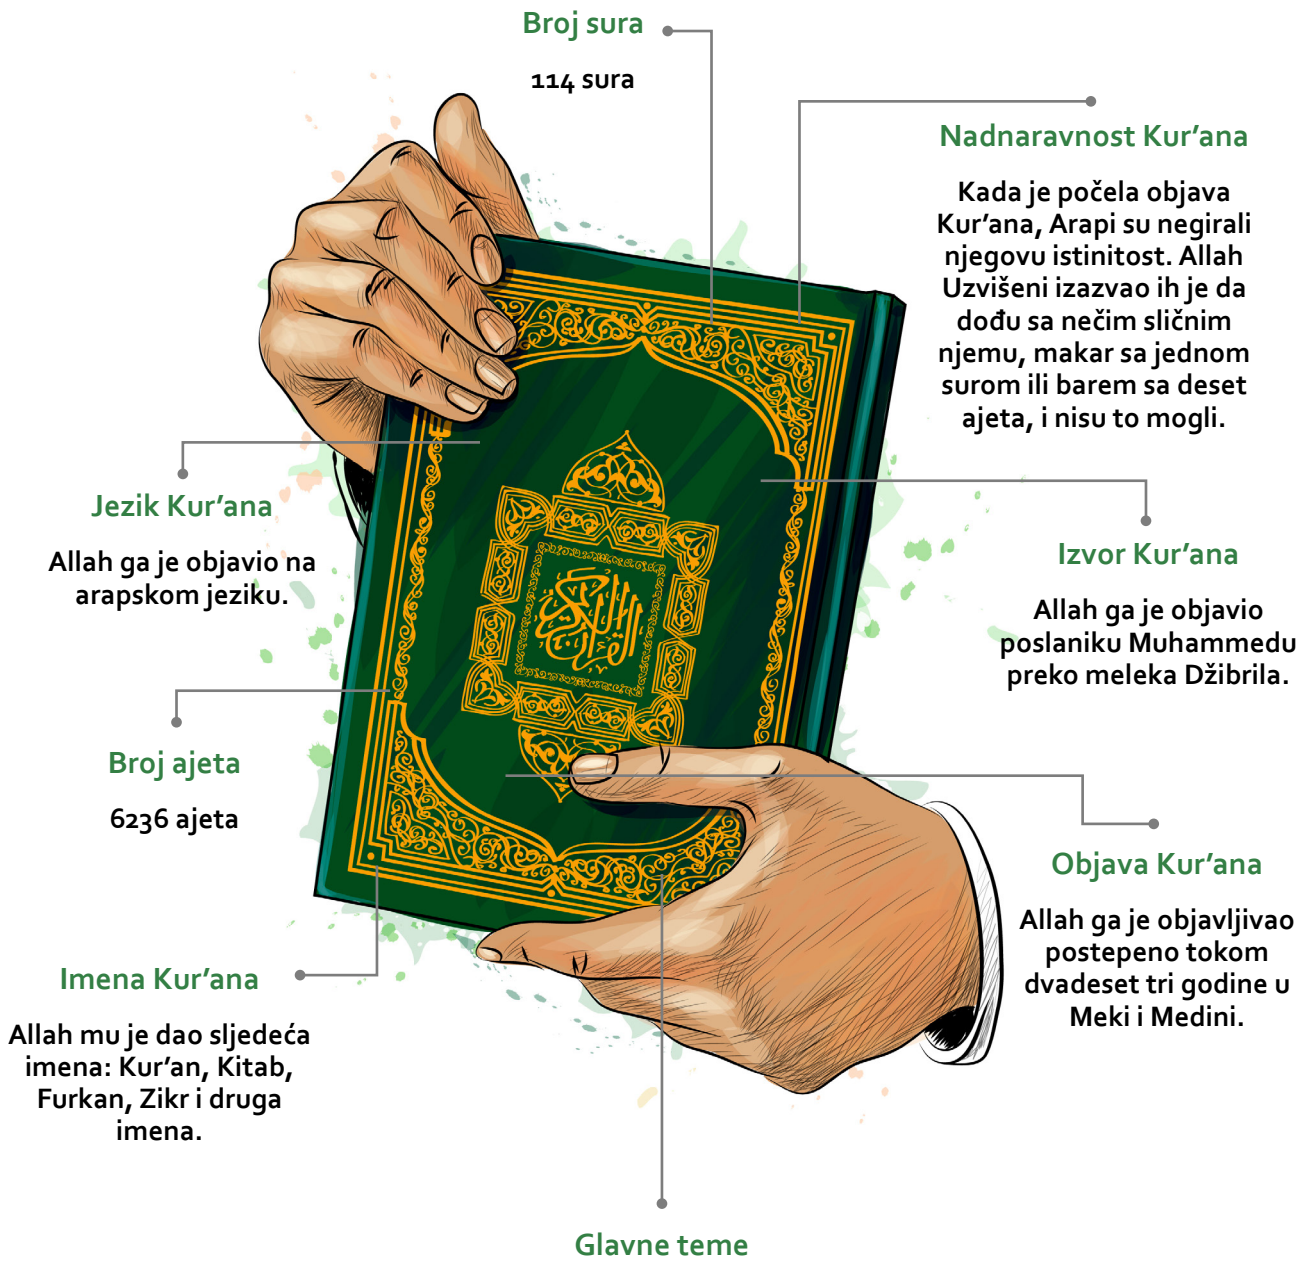 Broj sura
114 sura
Nadnaravnost Kur’ana
Kada je počela objava
Kur’ana, Arapi su negirali
njegovu istinitost. Allah
Uzvišeni izazvao ih je da
dođu sa nečim sličnim
njemu, makar sa jednom
surom ili barem sa deset
ajeta, i nisu to mogli.
Jezik Kur’ana
Allah ga je objavio na
arapskom jeziku.
Izvor Kur’ana
Allah ga je objavio
poslaniku Muhammedu
preko meleka Džibrila.
القرآن الكريم
Broj ajeta
6236 ajeta
Objava Kur’ana
Allah ga je objavljivao
postepeno tokom
dvadeset tri godine u
Meki i Medini.
Imena Kur’ana
Allah mu je dao sljedeća
imena: Kur’an, Kitab,
Furkan, Zikr i druga
imena.
Glavne teme